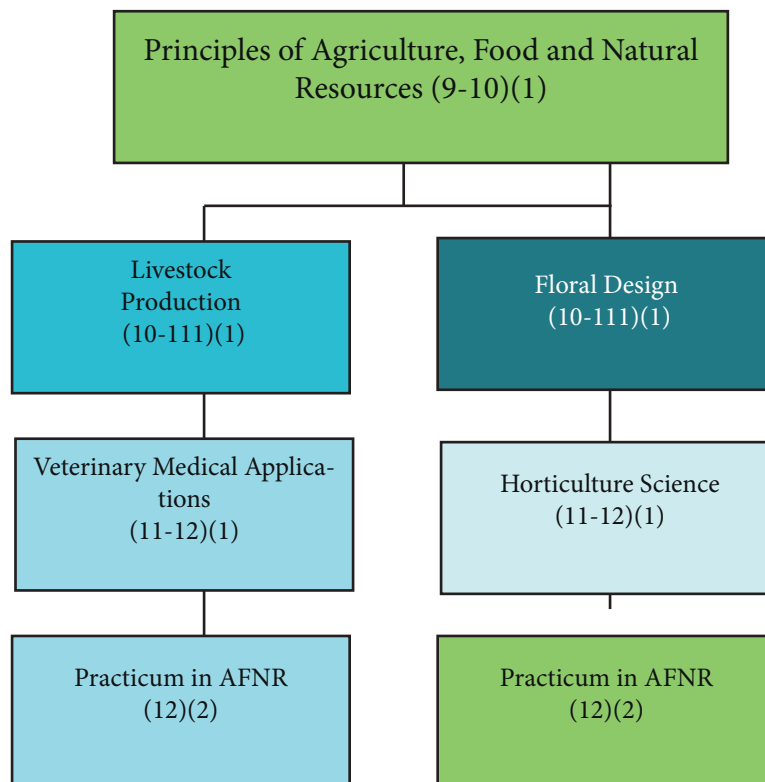 Principles of Agriculture, Food and Natural
Resources (9-10)(1)
Livestock
Production
(10-111)(1)
Floral Design
(10-111)(1)
Veterinary Medical Applica-
tions
(11-12)(1)
Horticulture Science
(11-12)(1)
Practicum in AFNR
(12)(2)
Practicum in AFNR
(12)(2)